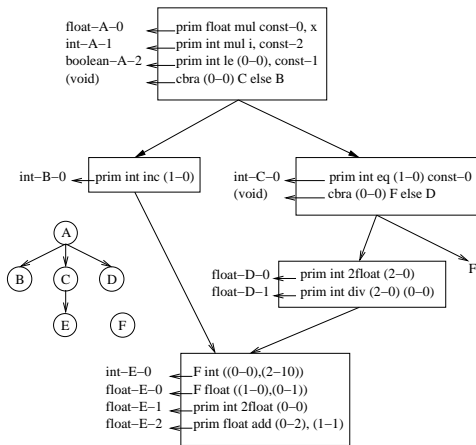 float–A–0 prim float mul const–0, x
int–A–1 prim int mul i, const–2
boolean–A–2 prim int le (0–0), const–1
(void) cbra (0–0) C else B
int–B–0 prim int inc (1–0)
int–C–0 prim int eq (1–0) const–0
(void) cbra (0–0) F else D
A
B C D
E F
F
float–D–0 prim int 2float (2–0)
float–D–1 prim int div (2–0) (0–0)
int–E–0 F int ((0–0),(2–10))
float–E–0 F float ((1–0),(0–1))
float–E–1 prim int 2float (0–0)
float–E–2 prim float add (0–2), (1–1)